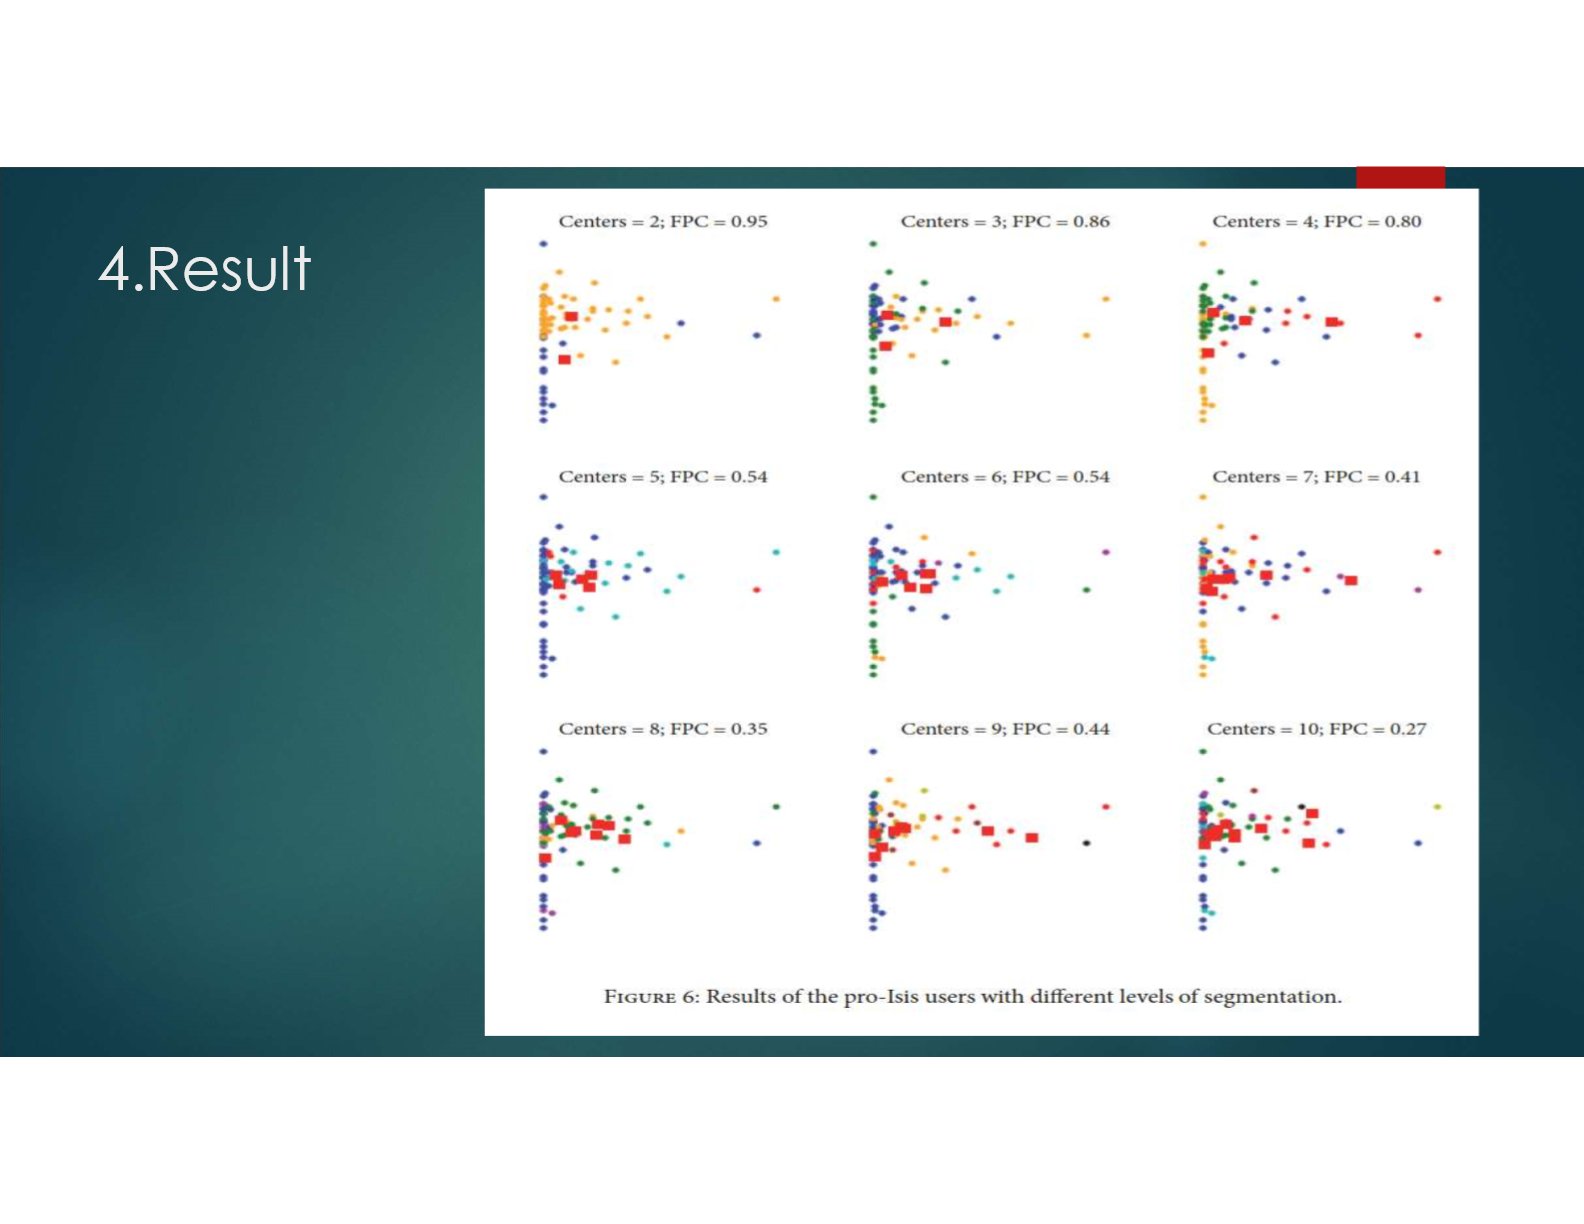 4.Result
Centers = 2; FPC = 0.95
Centers = 3; FPC = 0.86
Centers = 4; FPC = 0.80
Centers = 5; FPC = 0.54
Centers = 6; FPC = 0.54
Centers = 7; FPC = 0.41
Centers = 8; FPC = 0.35
Centers = 9; FPC = 0.44
Centers = 10; FPC = 0.27
FIGURE 6: Results of the pro-Isis users with different levels of segmentation.